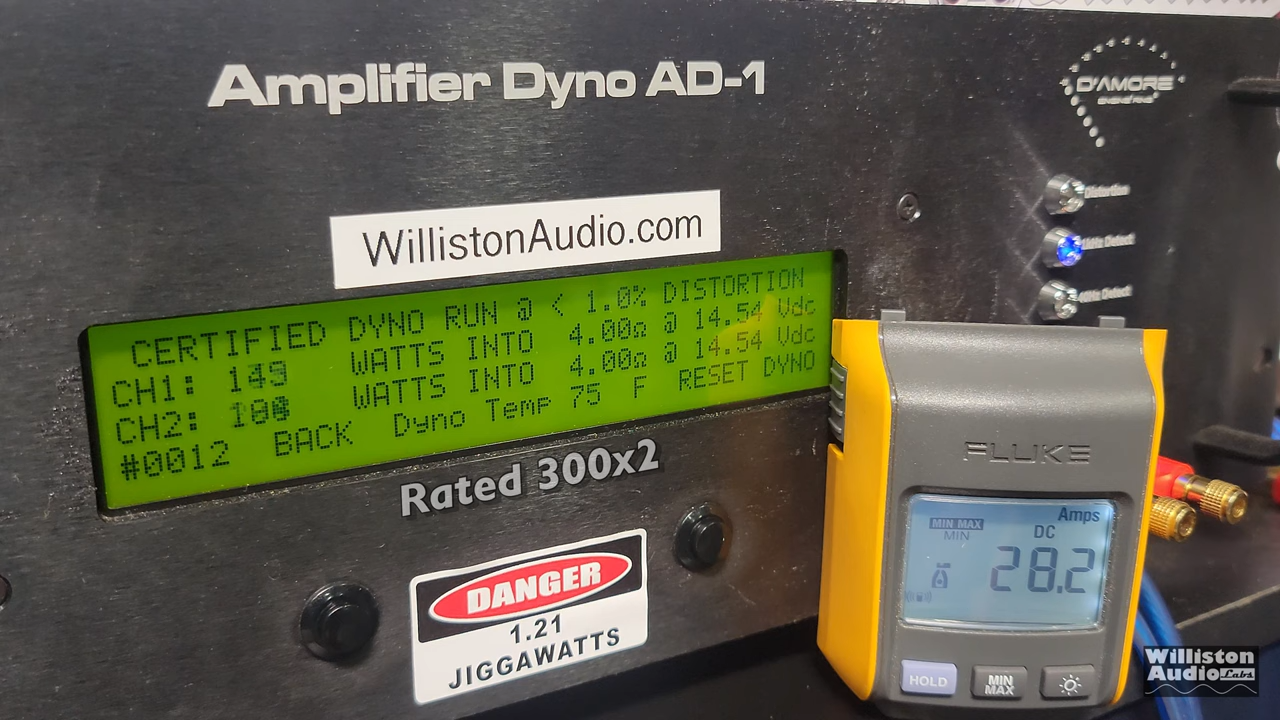 Amplifier Dyno AD-1
D'AMORE
WillistonAudio.com
Distortion
CERTIFIED DYNO RUN @ < 1.0% DISTORTION
CH1: WATTS INTO 4.00Ω @ 14.54 Vdc
CH2: WATTS INTO 4.00Ω @ 14.54 Vdc
#0012 BACK Dyno Temp 75 F RESET DYNO
Rated 300x2
DANGER
1.21
JIGGAWATTS
FLUKE
MIN MAX Amps
MIN DC
28.2
HOLD MIN MAX
Williston
Audio Labs